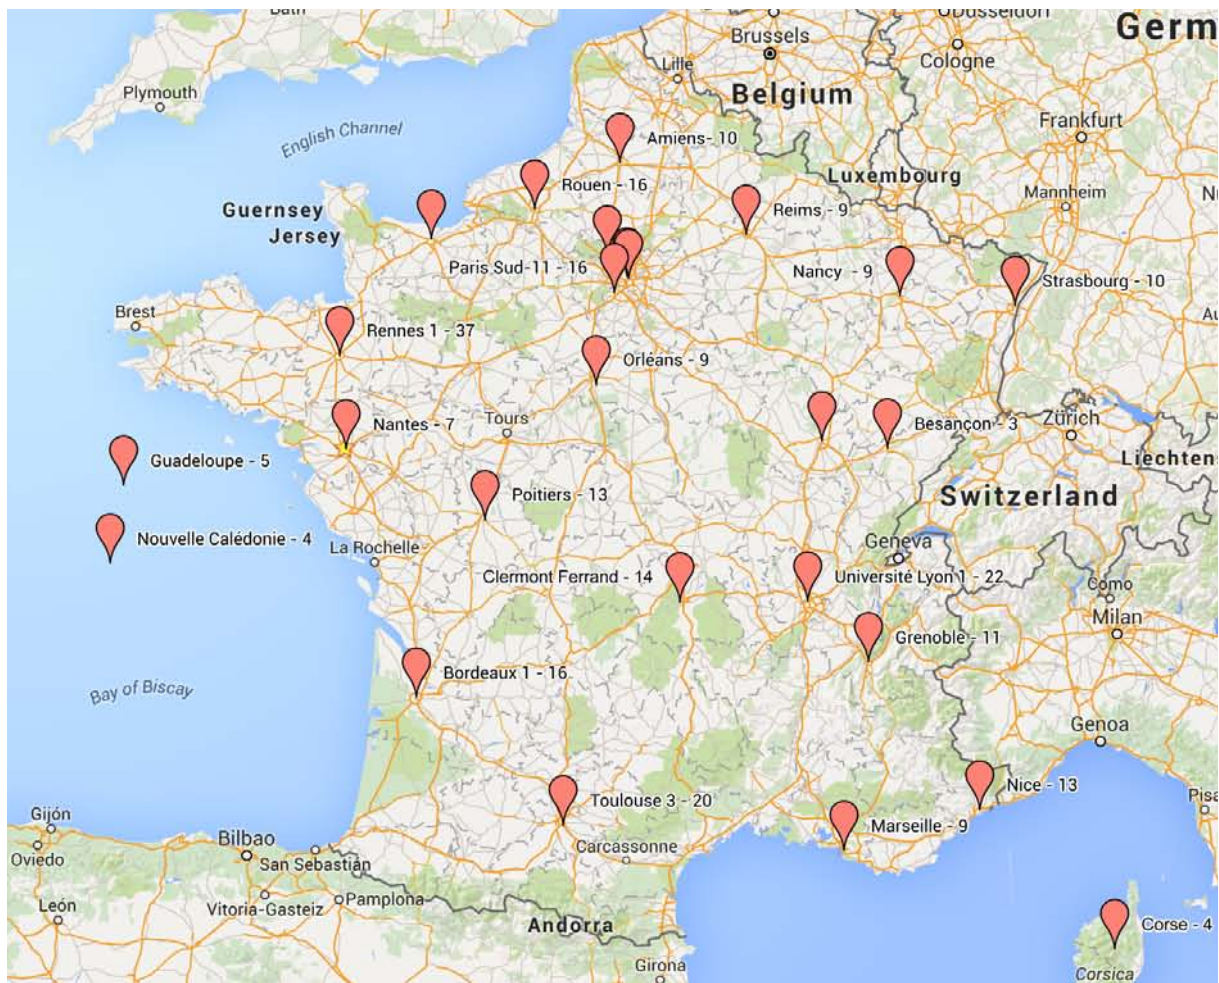 Bath
Düsseldorf
Brussels
Germ
Lille
Cologne
Plymouth
Belgium
English Channel
Amiens- 10
Frankfurt
Luxembourg
Rouen - 16
Mannheim
Guernsey
Jersey
Reims - 9
Paris Sud-11 - 16
Nancy - 9
Strasbourg - 10
Brest
Rennes 1 - 37
Orléans - 9
Nantes - 7
Tours
Besançon - 3
Zürich
Guadeloupe - 5
Liechtens
Poitiers - 13
Switzerland
Nouvelle Calédonie - 4
La Rochelle
Geneva
Clermont Ferrand - 14
Université Lyon 1 - 22
Como
Milan
Grenoble - 11
Bordeaux 1 - 16
Bay of Biscay
Genoa
Nice - 13
Toulouse 3 - 20
Pisa
Gijón
Marseille - 9
Bilbao
Carcassonne
Oviedo
San Sebastián
León
Vitoria-Gasteiz
Pamplona
Andorra
Corse - 4
Girona
Corsica